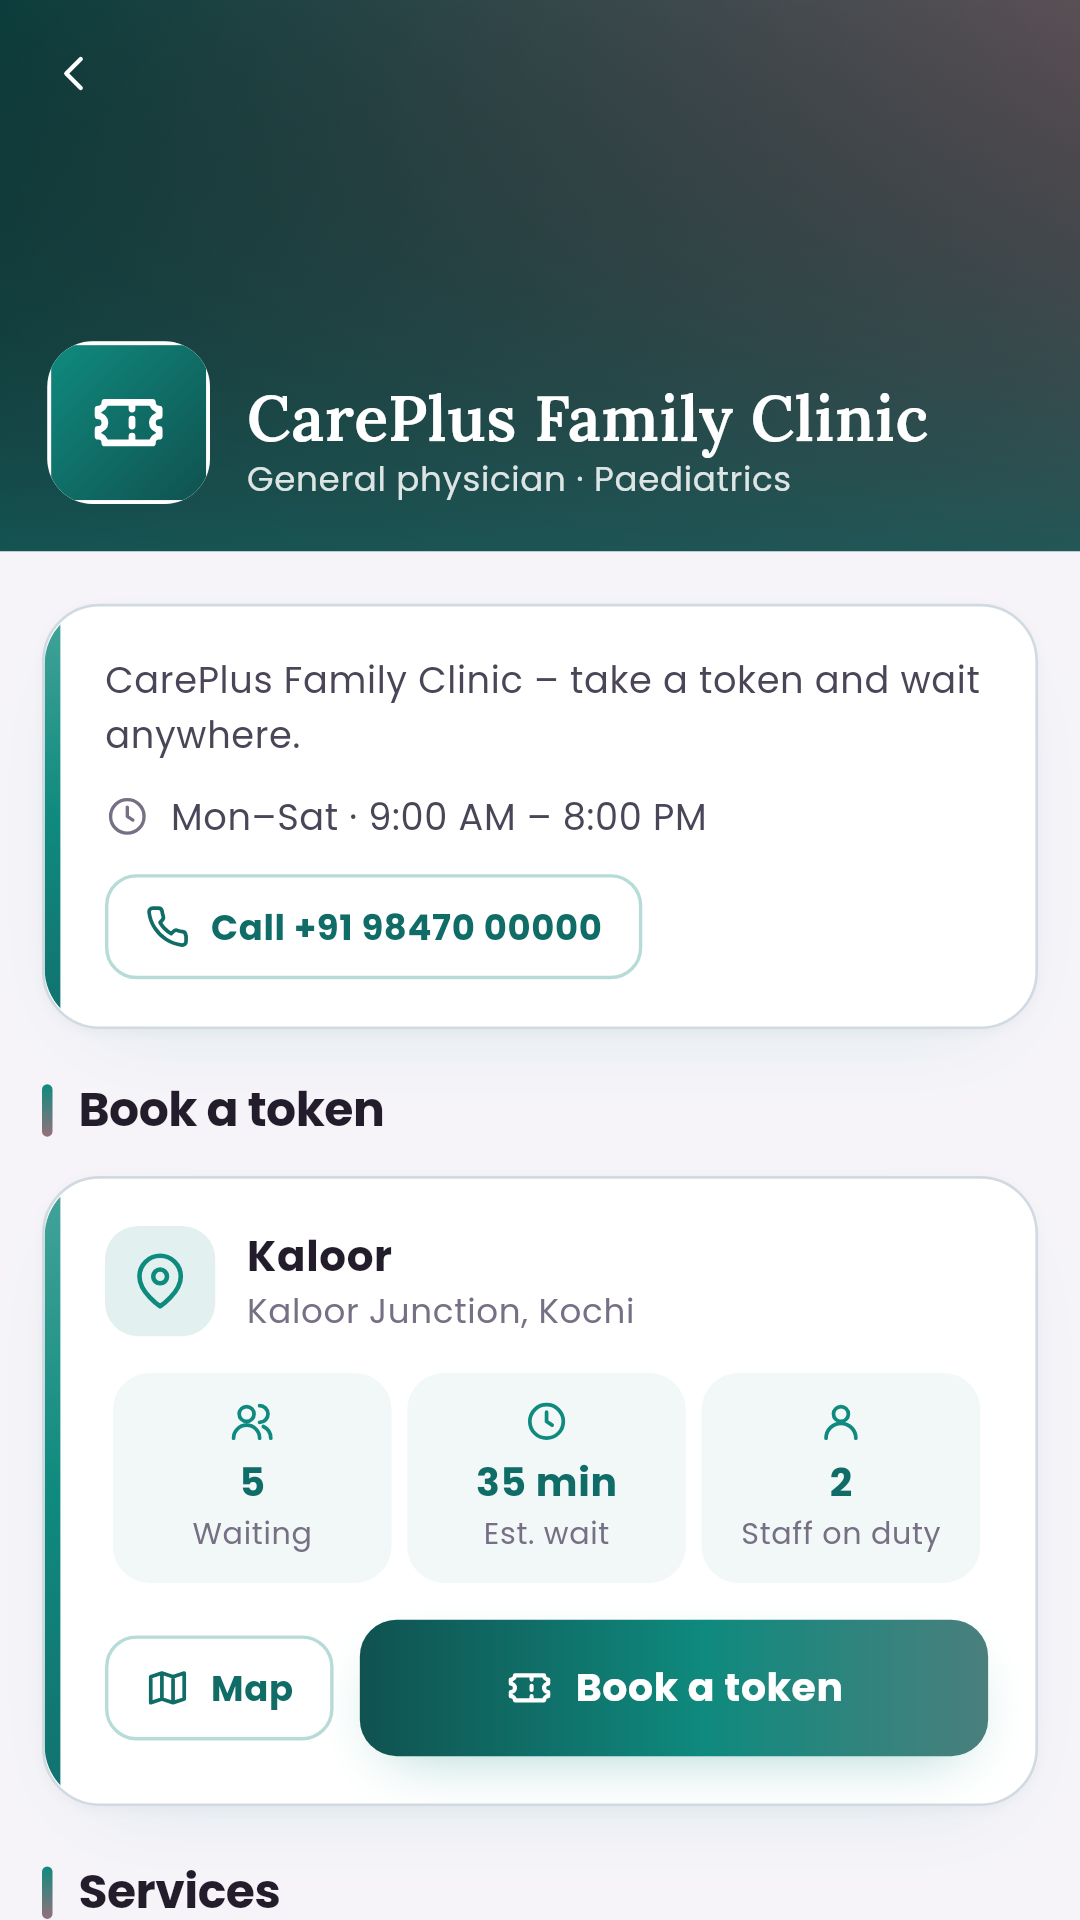 CarePlus Family Clinic
General physician · Paediatrics
CarePlus Family Clinic – take a token and wait
anywhere.
Mon–Sat · 9:00 AM – 8:00 PM
Call +91 98470 00000
Book a token
Kaloor
Kaloor Junction, Kochi
5
Waiting
35 min
Est. wait
2
Staff on duty
Map
Book a token
Services